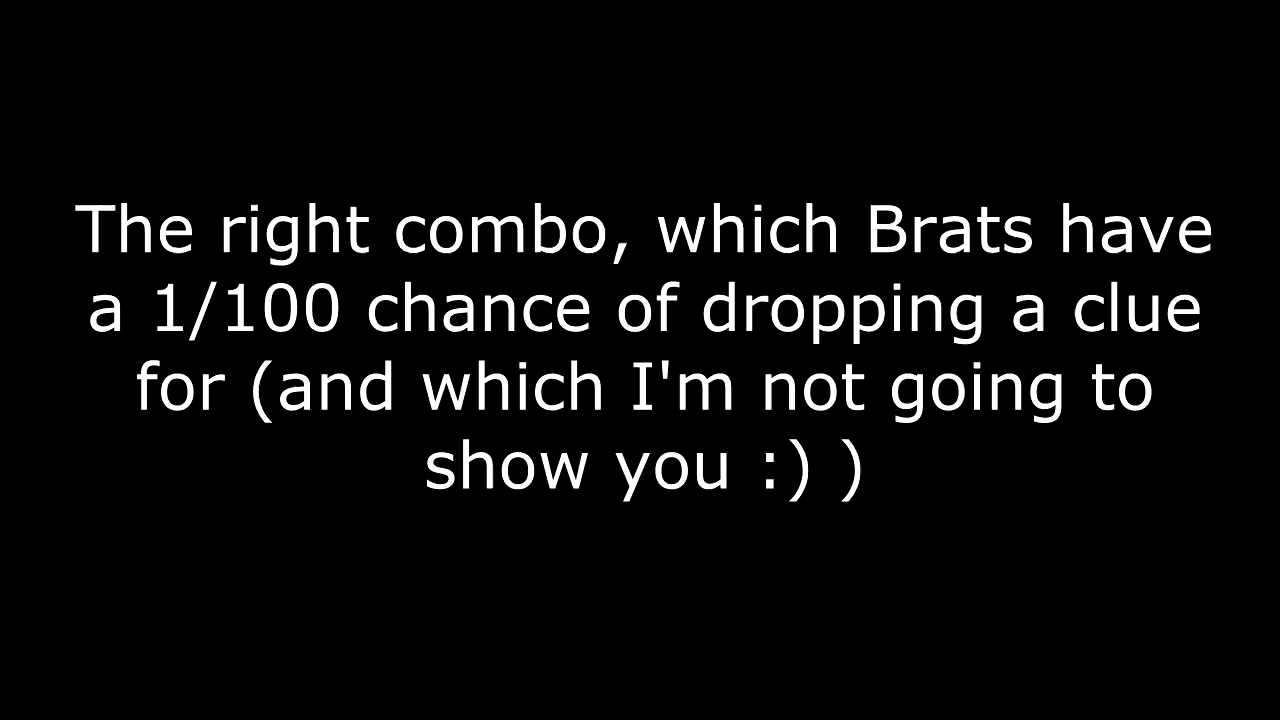 The right combo, which Brats have
a 1/100 chance of dropping a clue
for (and which I'm not going to
show you :) )